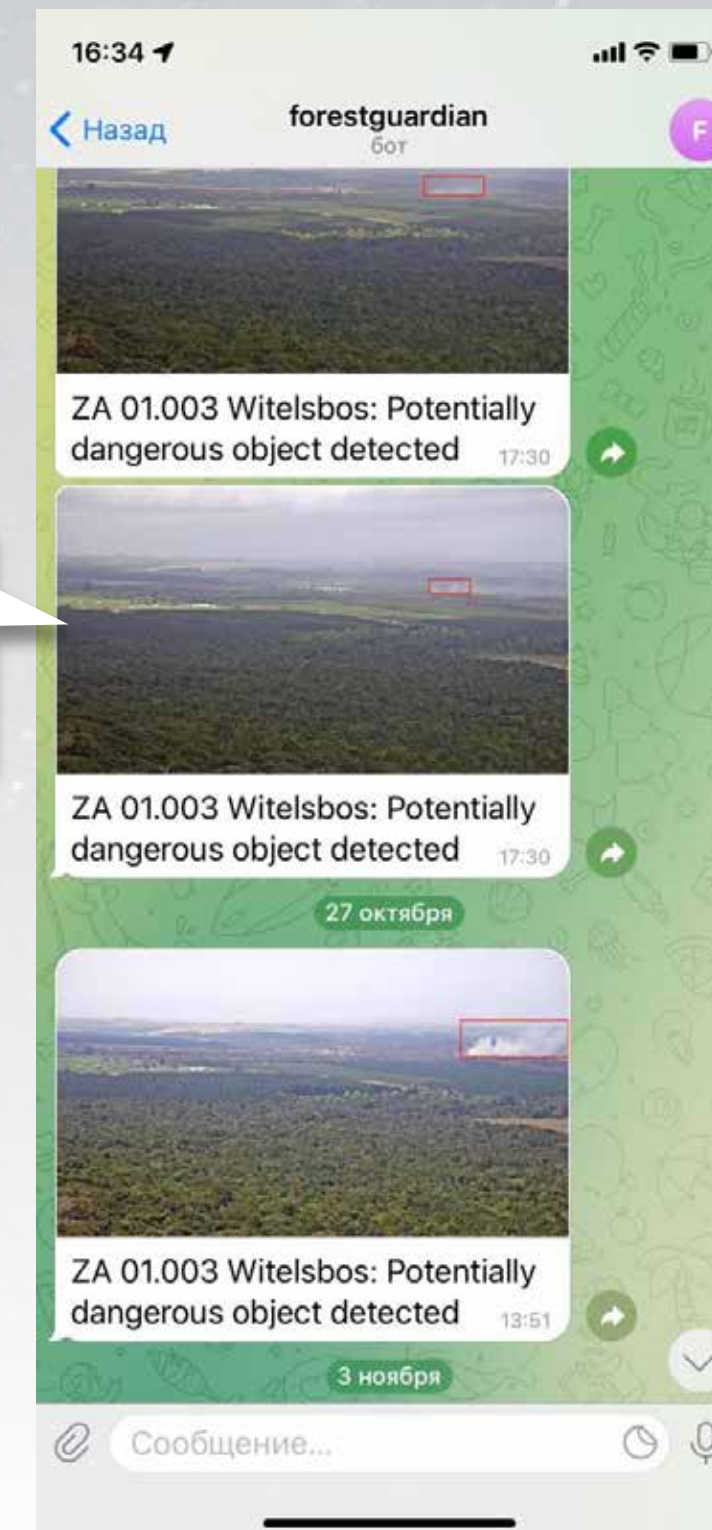 16:34
Назад
forestguardian
бот
F
ZA 01.003 Witelsbos: Potentially
dangerous object detected 17:30
ZA 01.003 Witelsbos: Potentially
dangerous object detected 17:30
27 октября
ZA 01.003 Witelsbos: Potentially
dangerous object detected 13:51
3 ноября
Сообщение...